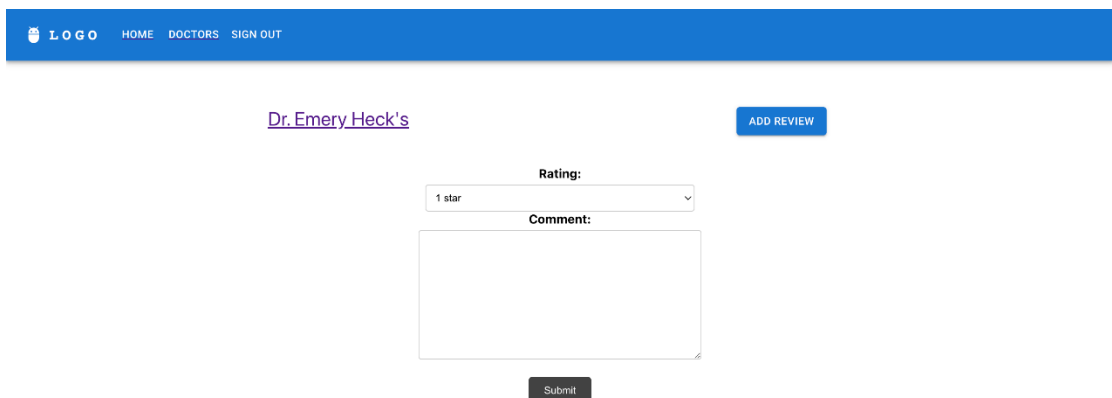 LOGO HOME DOCTORS SIGN OUT
Dr. Emery Heck's ADD REVIEW
Rating:
1 star
Comment:
Submit